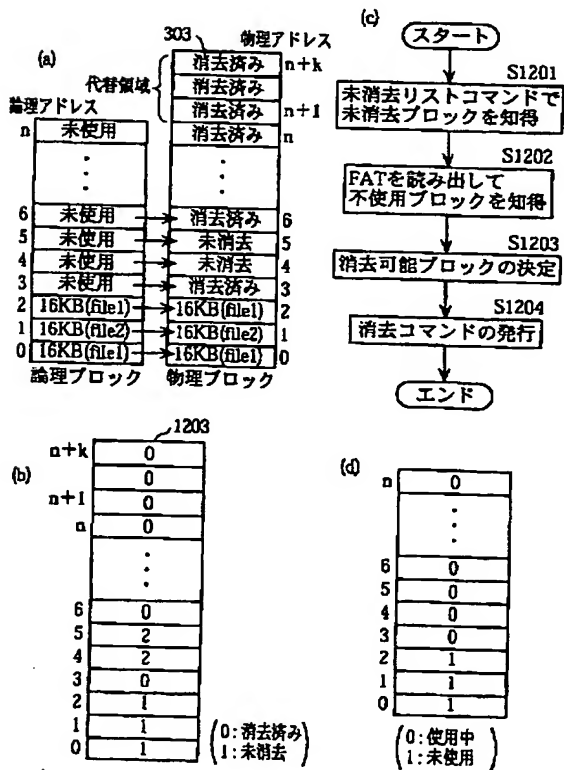 (a)
303
物理アドレス
代替領域
消去済み n+k
消去済み
消去済み n+1
論理アドレス
n 未使用 消去済み n
6 未使用 消去済み 6
5 未使用 未消去 5
4 未使用 未消去 4
3 未使用 消去済み 3
2 16KB(file1) 16KB(file1) 2
1 16KB(file2) 16KB(file2) 1
0 16KB(file1) 16KB(file1) 0
論理ブロック 物理ブロック
(c)
スタート
S1201
未消去リストコマンドで
未消去ブロックを知得
S1202
FATを読み出して
不使用ブロックを知得
S1203
消去可能ブロックの決定
S1204
消去コマンドの発行
エンド
(b)
1203
n+k 0
0
n+1 0
n 0
6 0
5 2
4 2
3 0
2 1
1 1
0 1
(0:消去済み
1:未消去)
(d)
n 0
6 0
5 0
4 0
3 0
2 1
1 1
0 1
(0:使用中
1:未使用)